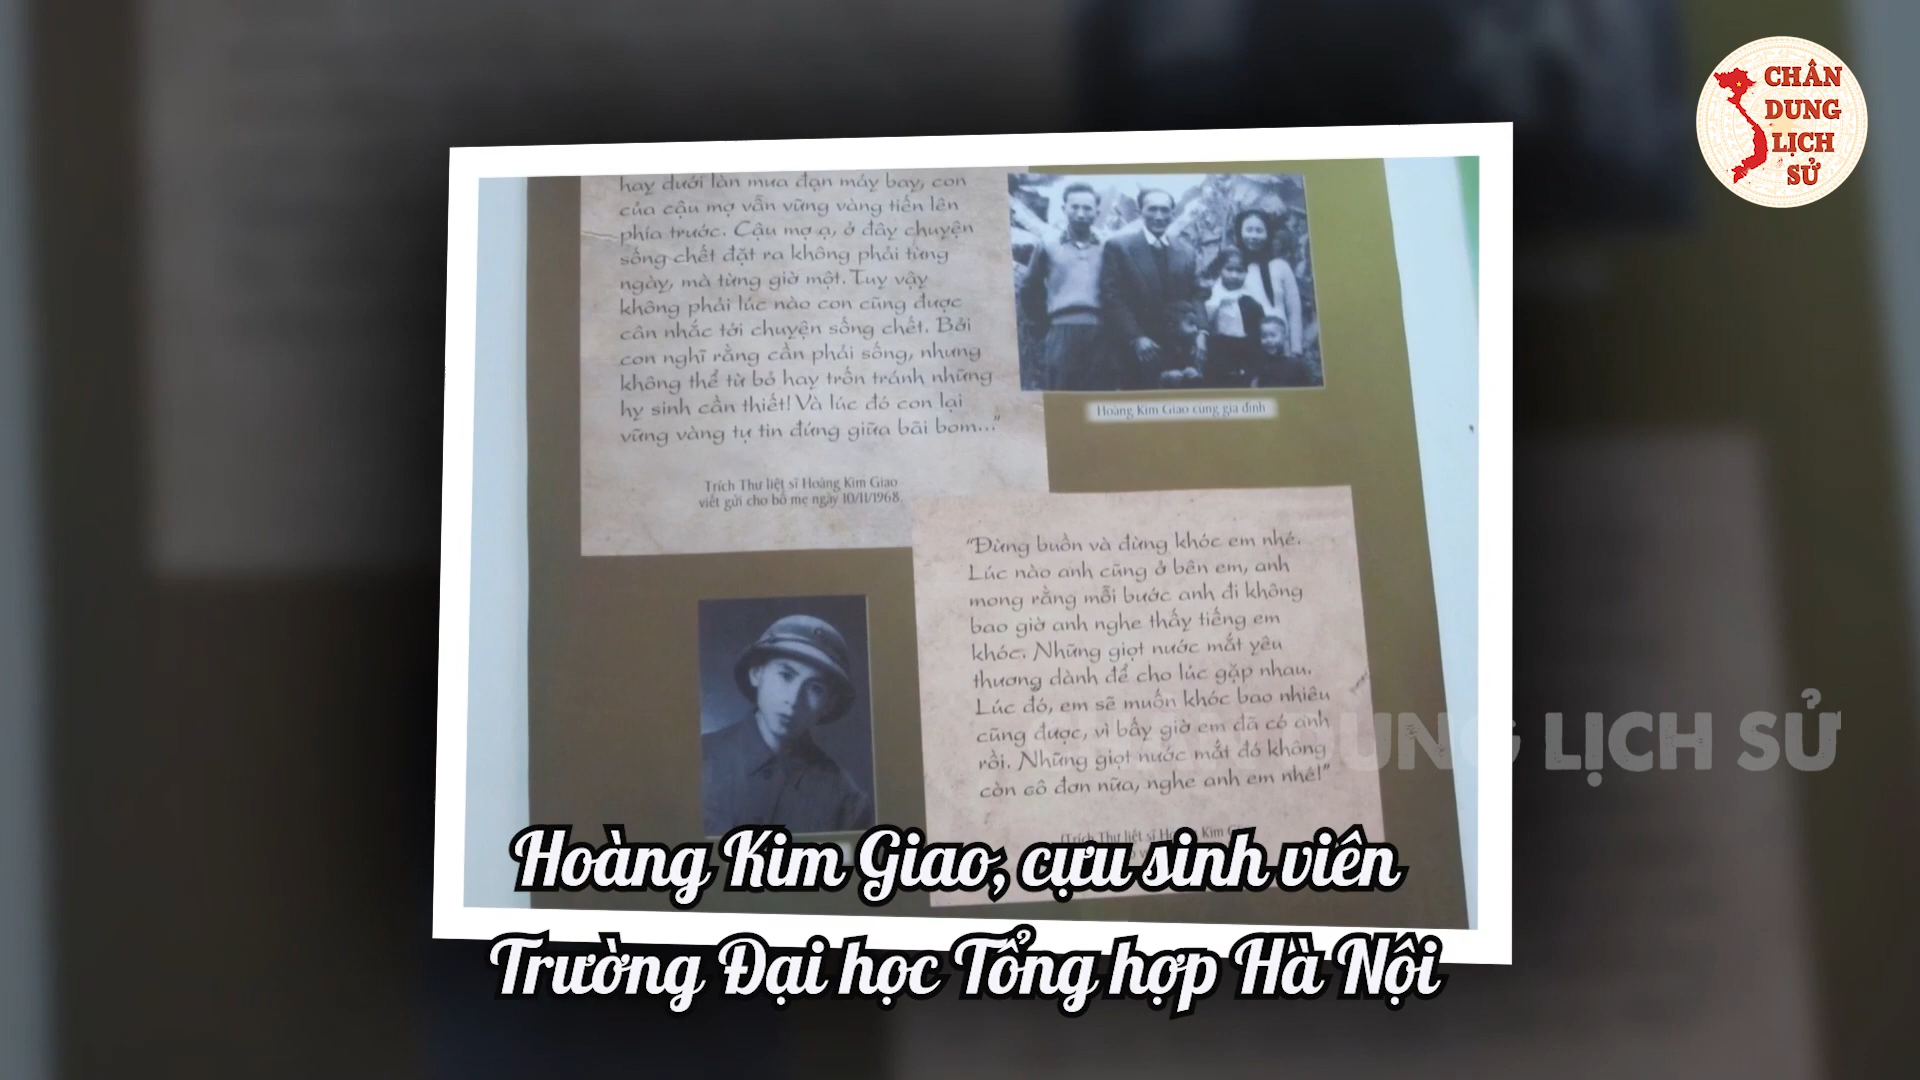 CHÂN
DUNG
LỊCH
SỬ
hay dưới làn mưa đạn máy bay, con
của cậu mợ vẫn vững vàng tiến lên
phía trước. Cậu mợ ạ, ở đây chuyện
sống chết đặt ra không phải từng
ngày, mà từng giờ một. Tuy vậy
không phải lúc nào con cũng được
cân nhắc tới chuyện sống chết. Bởi
con nghĩ rằng cần phải sống, nhưng
không thể từ bỏ hay trốn tránh những
hy sinh cần thiết! Và lúc đó con lại
vững vàng tự tin đứng giữa bãi bom..."
Trích Thư liệt sĩ Hoàng Kim Giao
viết gửi cho bố mẹ ngày 10/11/1968.
Hoàng Kim Giao cùng gia đình
"Đừng buồn và đừng khóc em nhé.
Lúc nào anh cũng ở bên em, anh
mong rằng mỗi bước anh đi không
bao giờ anh nghe thấy tiếng em
khóc. Những giọt nước mắt yêu
thương dành để cho lúc gặp nhau.
Lúc đó, em sẽ muốn khóc bao nhiêu
cũng được, vì bấy giờ em đã có anh
rồi. Những giọt nước mắt đó không
còn cô đơn nữa, nghe anh em nhé!"
(Trích Thư liệt sĩ Hoàng Kim
DUNG LỊCH SỬ
Hoàng Kim Giao, cựu sinh viên
Trường Đại học Tổng hợp Hà Nội